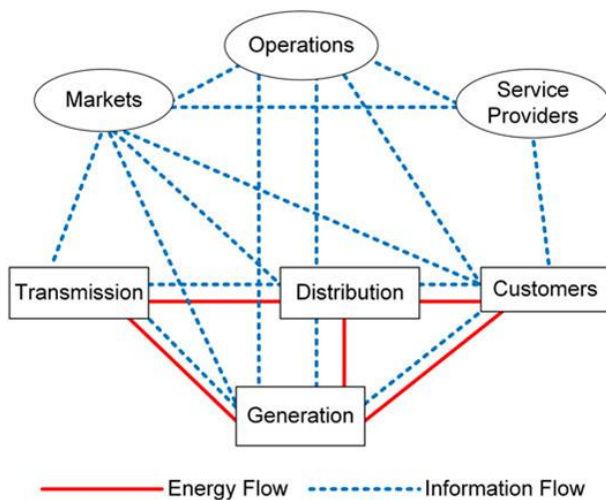 Operations
Markets
Service
Providers
Transmission
Distribution
Customers
Generation
Energy Flow
Information Flow